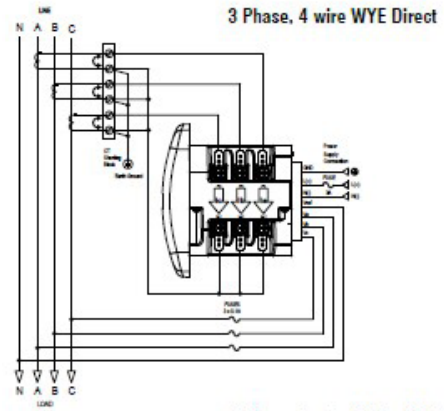 3 Phase, 4 wire WYE Direct
LINE
N A B C
CT
Shorting
Block
Earth Ground
Power
Supply
Connection
GND
L(+)
FUSE
L(+)
N(-)
N(-)
FUSES
N A B C
LOAD